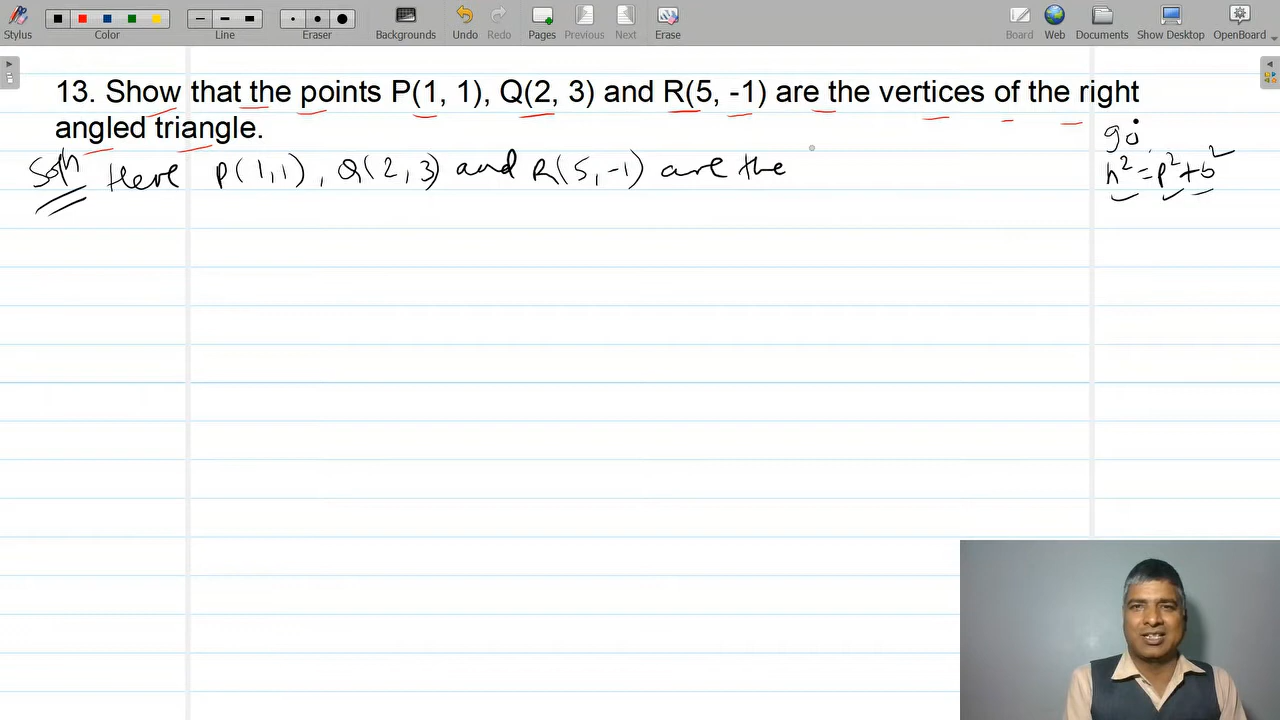 Stylus
Color
Line
Eraser
Backgrounds
Undo
Redo
Pages
Previous
Next
Erase
Board
Web
Documents
Show Desktop
OpenBoard
13. Show that the points P(1, 1), Q(2, 3) and R(5, -1) are the vertices of the right
angled triangle.
90°
Soln Here P(1,1), Q(2,3) and R(5,-1) are the
h² = p² + b²